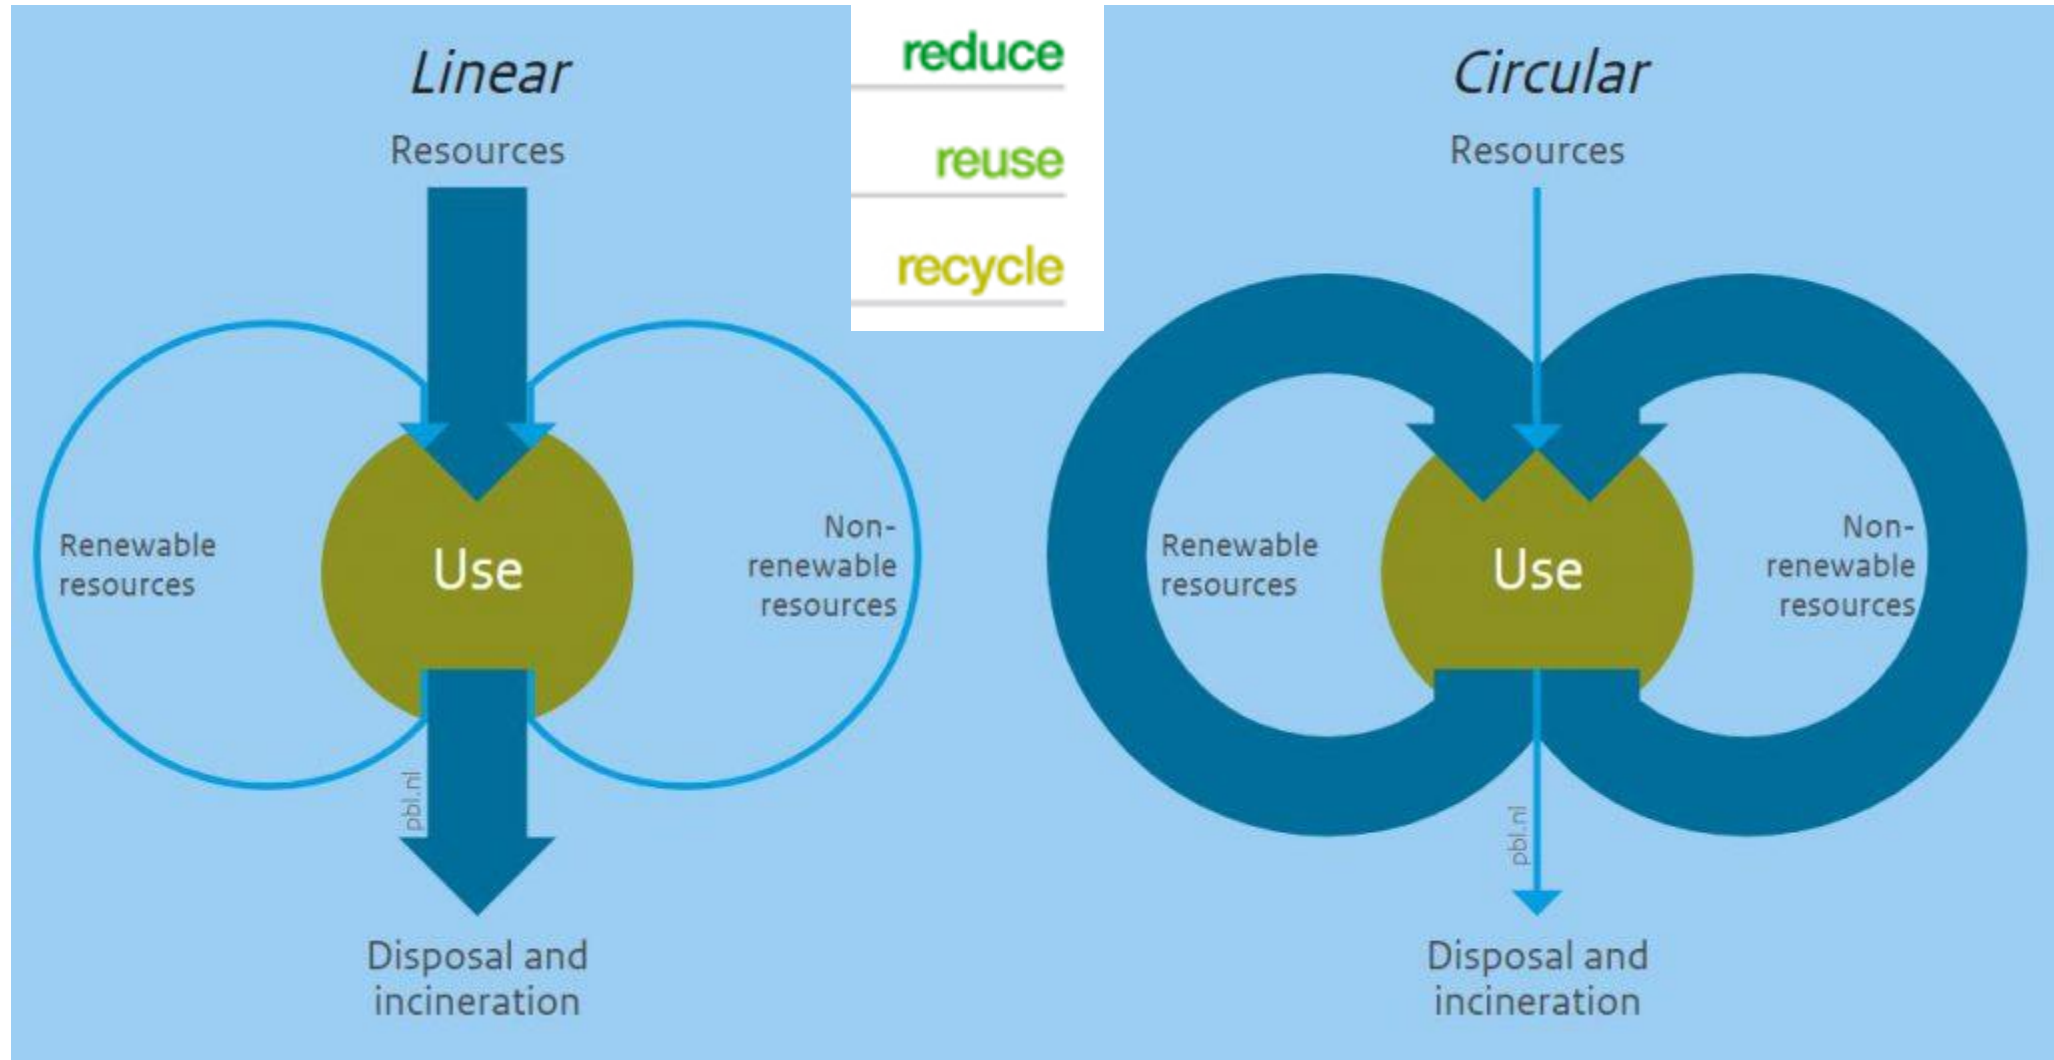 Linear
Resources
Renewable
resources
Use
Non-
renewable
resources
pbl.nl
Disposal and
incineration
reduce
reuse
recycle
Circular
Resources
Renewable
resources
Use
Non-
renewable
resources
pbl.nl
Disposal and
incineration